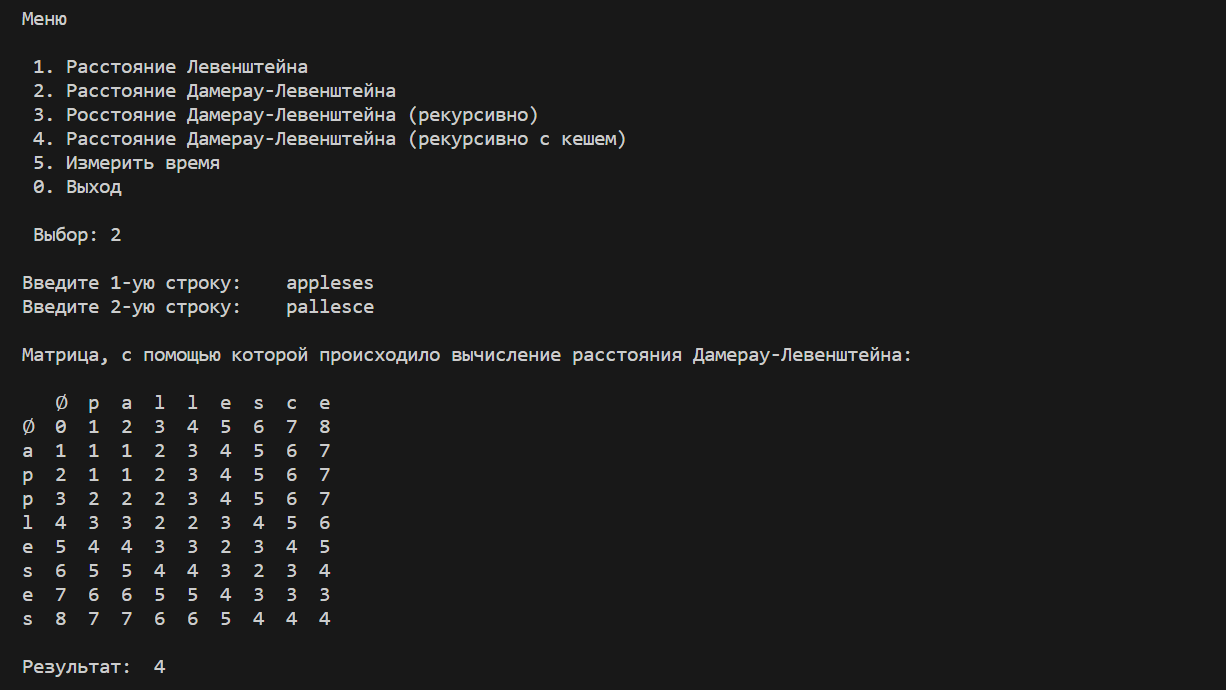 Меню
1. Расстояние Левенштейна
2. Расстояние Дамерау-Левенштейна
3. Росстояние Дамерау-Левенштейна (рекурсивно)
4. Расстояние Дамерау-Левенштейна (рекурсивно с кешем)
5. Измерить время
0. Выход
Выбор: 2
Введите 1-ую строку: appleses
Введите 2-ую строку: pallesce
Матрица, с помощью которой происходило вычисление расстояния Дамерау-Левенштейна:
Ø p a l l e s c e
Ø 0 1 2 3 4 5 6 7 8
a 1 1 1 2 3 4 5 6 7
p 2 1 1 2 3 4 5 6 7
p 3 2 2 2 3 4 5 6 7
l 4 3 3 2 2 3 4 5 6
e 5 4 4 3 3 2 3 4 5
s 6 5 5 4 4 3 2 3 4
e 7 6 6 5 5 4 3 3 3
s 8 7 7 6 6 5 4 4 4
Результат: 4